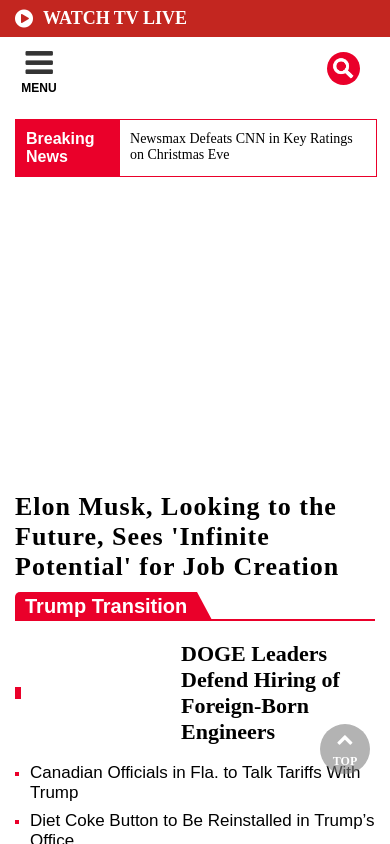 WATCH TV LIVE
MENU
Breaking
News
Newsmax Defeats CNN in Key Ratings
on Christmas Eve
Elon Musk, Looking to the
Future, Sees 'Infinite
Potential' for Job Creation
Trump Transition
DOGE Leaders
Defend Hiring of
Foreign-Born
Engineers
TOP
Canadian Officials in Fla. to Talk Tariffs With
Trump
Diet Coke Button to Be Reinstalled in Trump’s
Office